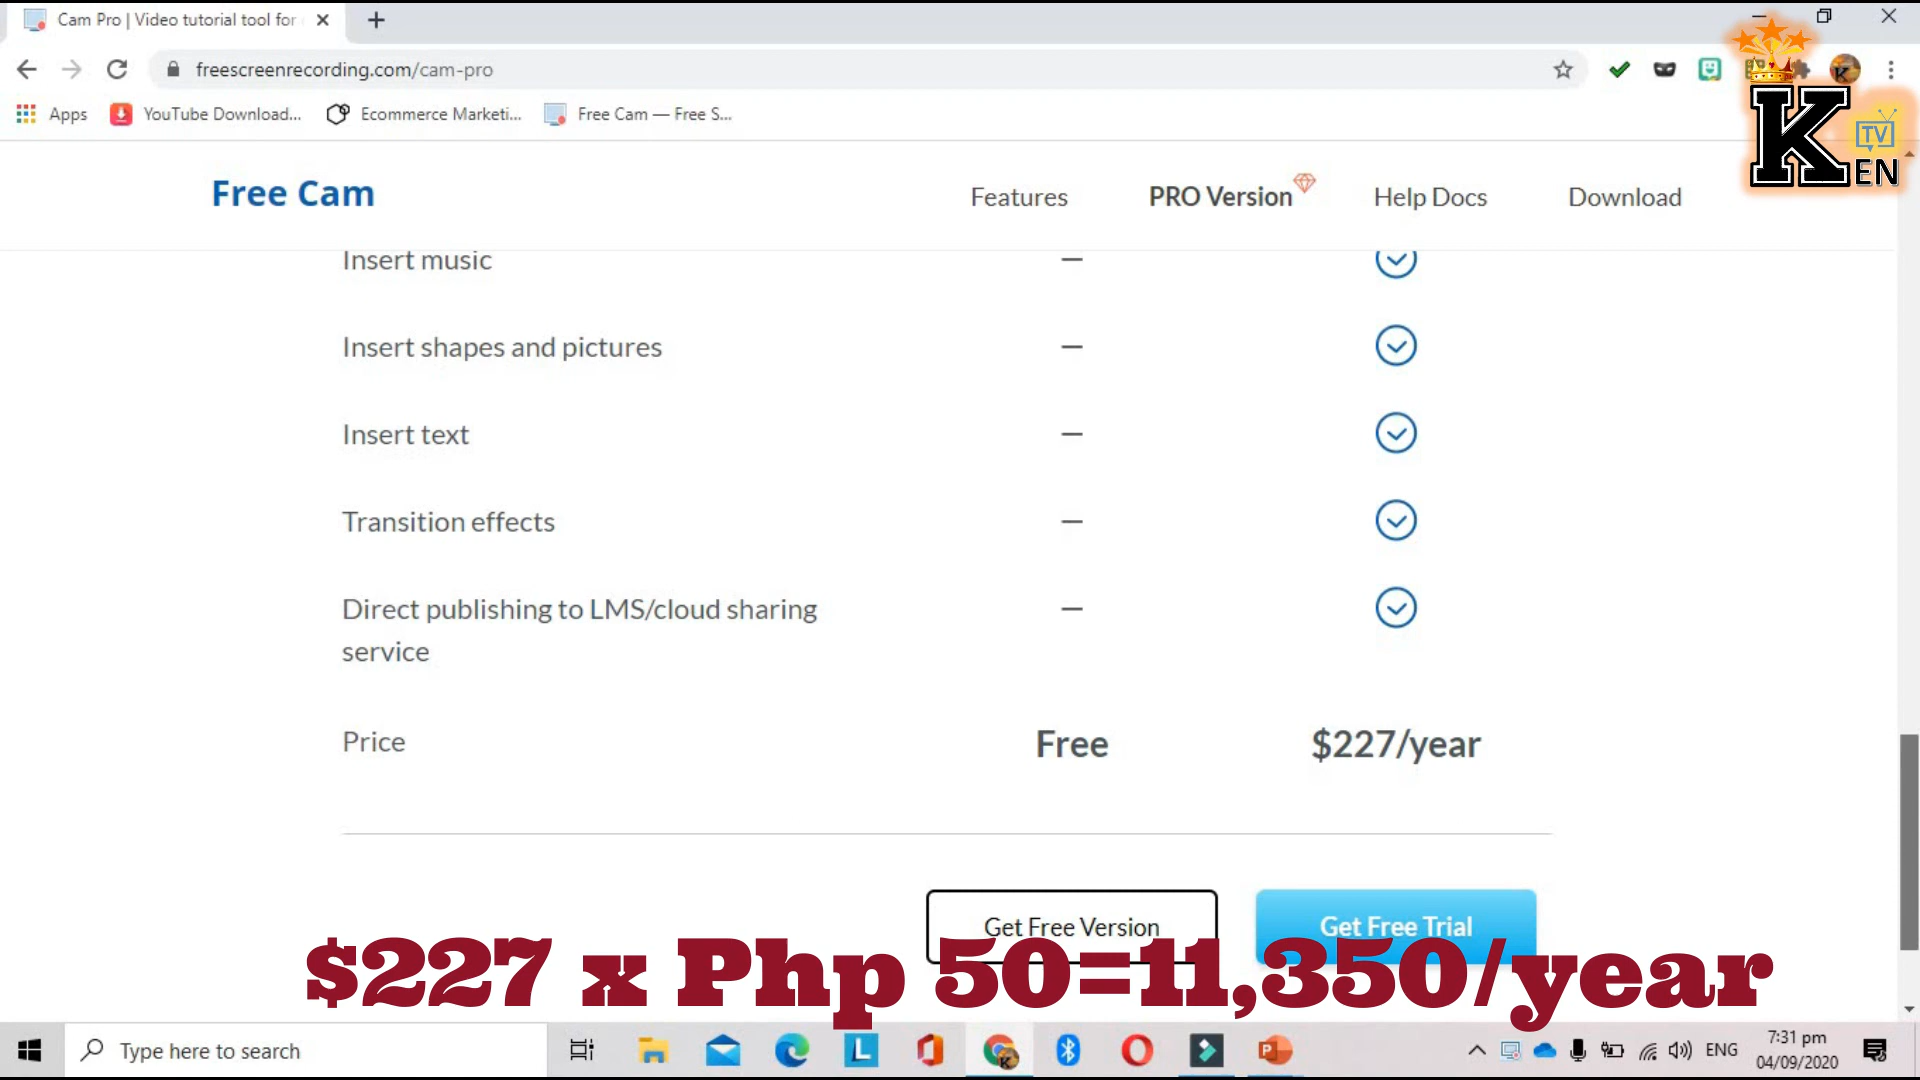 Cam Pro | Video tutorial tool for
freescreenrecording.com/cam-pro
Apps YouTube Download... Ecommerce Marketi... Free Cam — Free S...
K TV EN
Free Cam Features PRO Version Help Docs Download
Insert music —
Insert shapes and pictures —
Insert text —
Transition effects —
Direct publishing to LMS/cloud sharing —
service
Price Free $227/year
Get Free Version Get Free Trial
$227 x Php 50=11,350/year
Type here to search
ENG
7:31 pm
04/09/2020